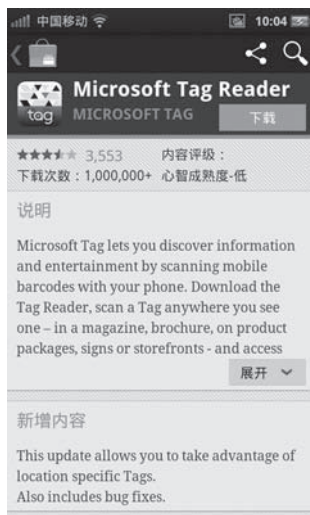 中国移动 10:04
Microsoft Tag Reader
tag MICROSOFT TAG 下载
3,553 内容评级：
下载次数：1,000,000+ 心智成熟度-低
说明
Microsoft Tag lets you discover information
and entertainment by scanning mobile
barcodes with your phone. Download the
Tag Reader, scan a Tag anywhere you see
one – in a magazine, brochure, on product
packages, signs or storefronts - and access
展开
新增内容
This update allows you to take advantage of
location specific Tags.
Also includes bug fixes.